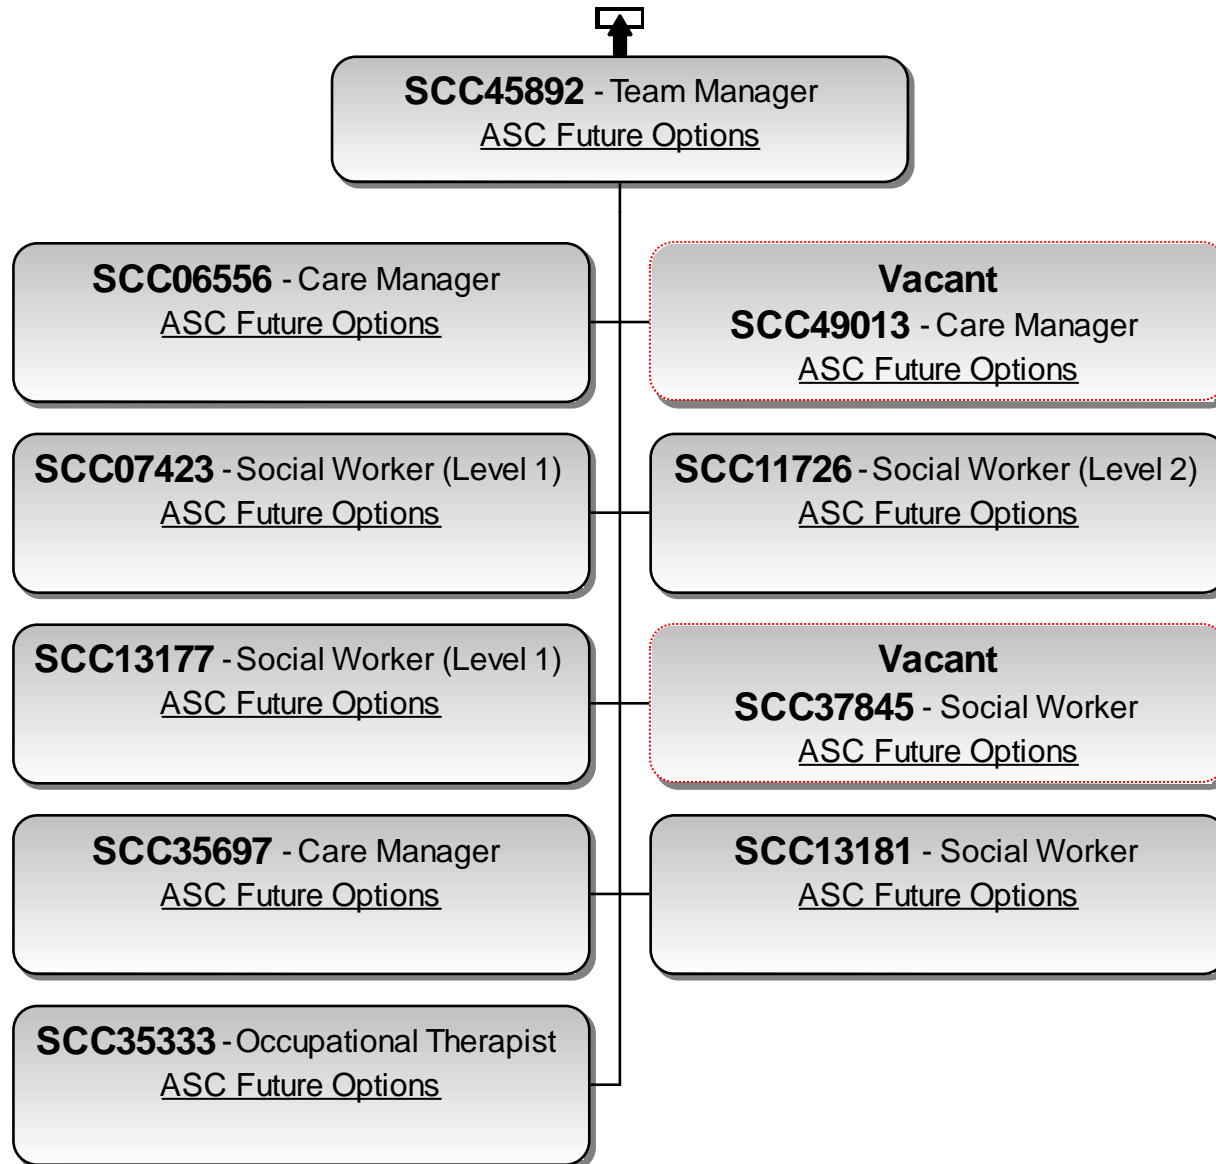 SCC45892 - Team Manager
ASC Future Options
SCC06556 - Care Manager
ASC Future Options
Vacant
SCC49013 - Care Manager
ASC Future Options
SCC07423 - Social Worker (Level 1)
ASC Future Options
SCC11726 - Social Worker (Level 2)
ASC Future Options
SCC13177 - Social Worker (Level 1)
ASC Future Options
Vacant
SCC37845 - Social Worker
ASC Future Options
SCC35697 - Care Manager
ASC Future Options
SCC13181 - Social Worker
ASC Future Options
SCC35333 - Occupational Therapist
ASC Future Options